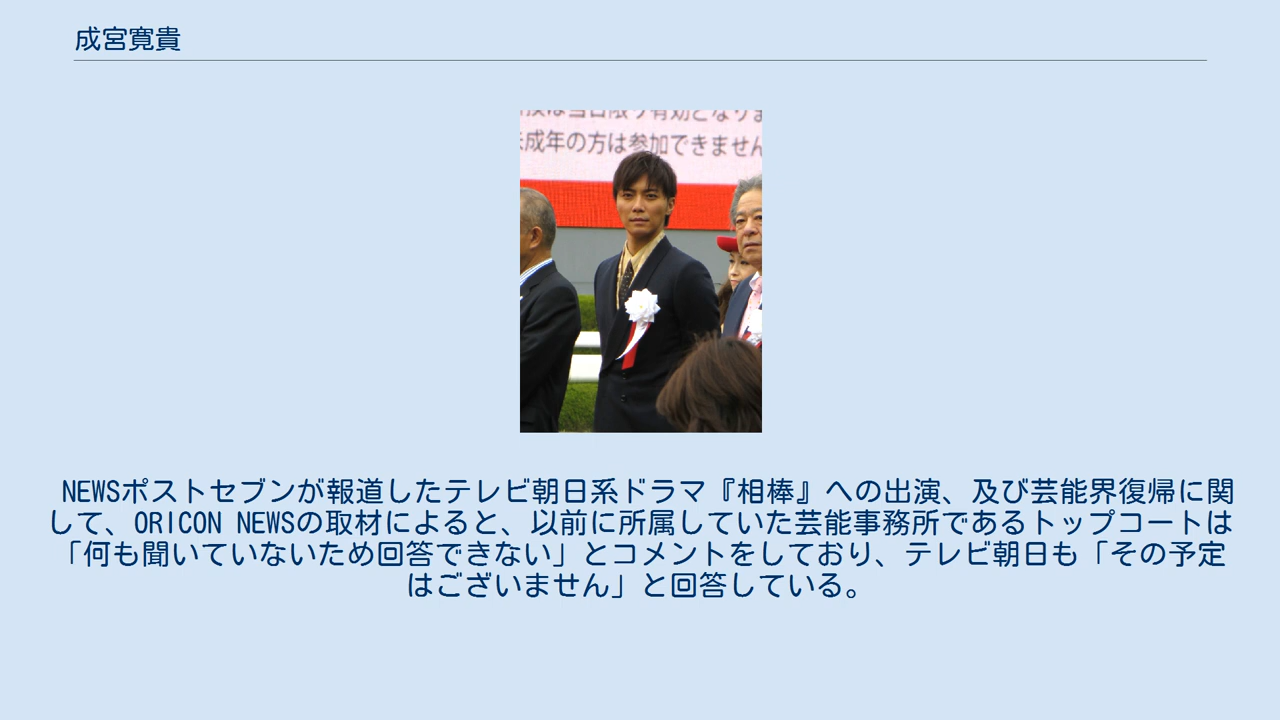 成宮寛貴
未成年の方は参加できません
NEWSポストセブンが報道したテレビ朝日系ドラマ『相棒』への出演、及び芸能界復帰に関
して、ORICON NEWSの取材によると、以前に所属していた芸能事務所であるトップコートは
「何も聞いていないため回答できない」とコメントをしており、テレビ朝日も「その予定
はございません」と回答している。